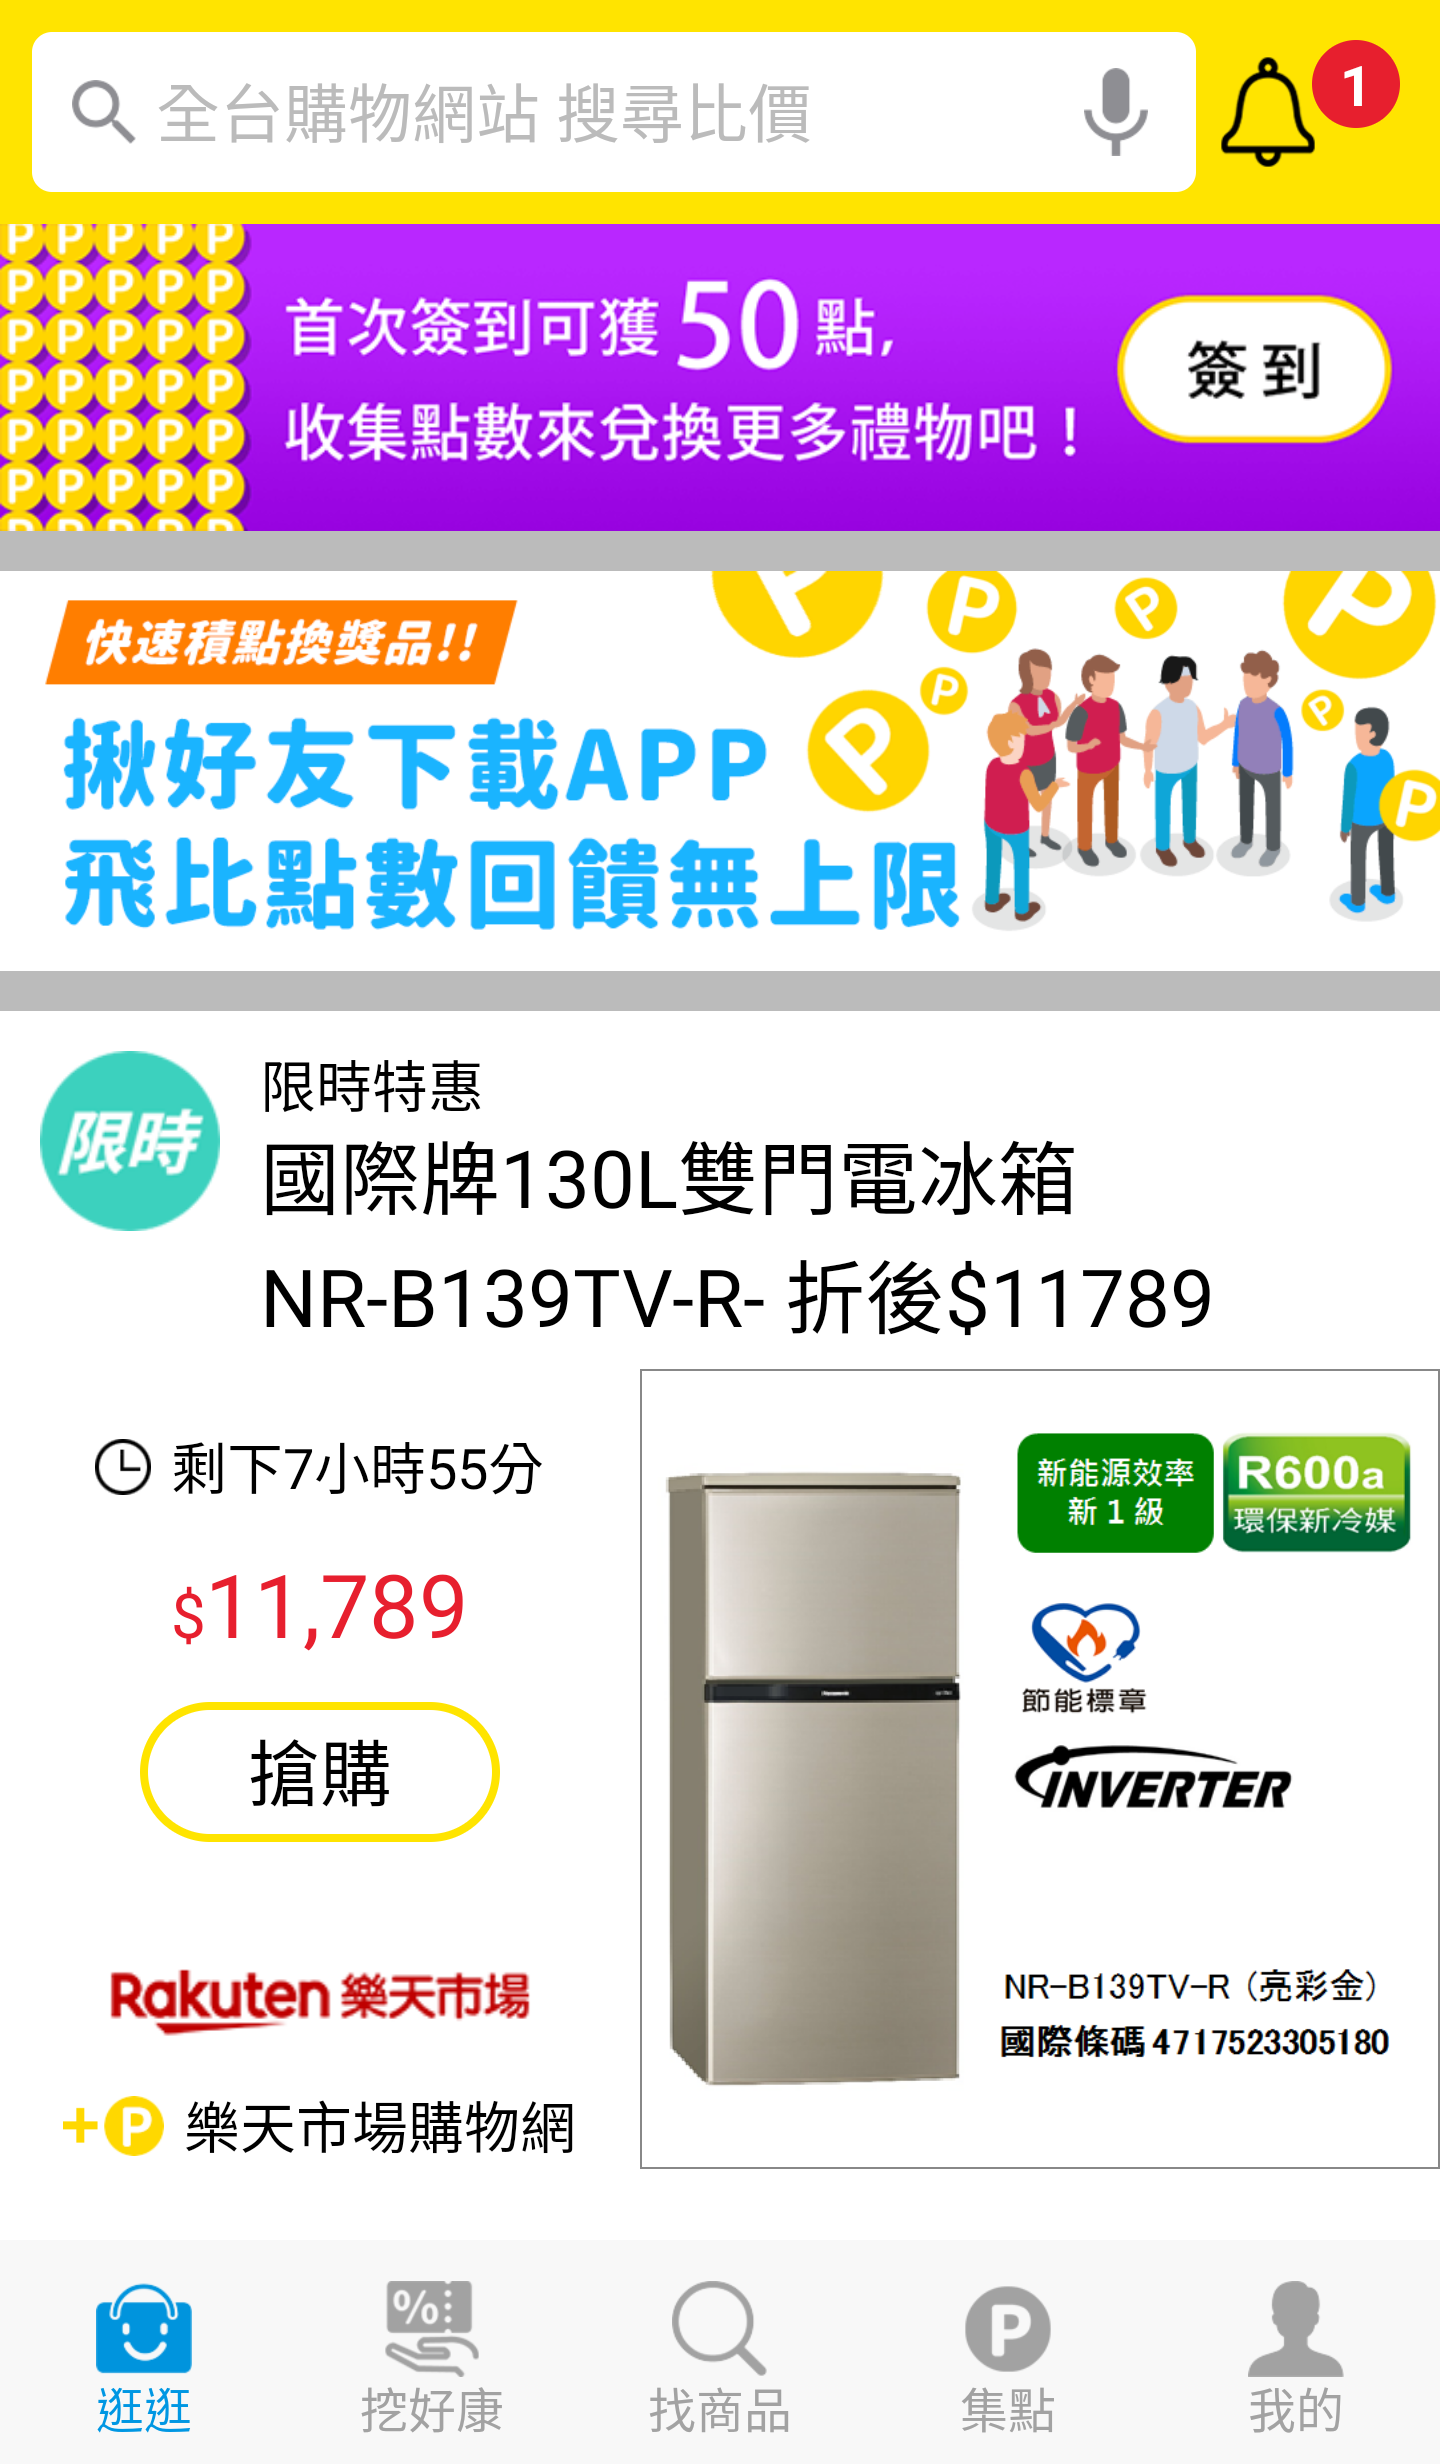 全台購物網站 搜尋比價
1
首次簽到可獲50點,
收集點數來兌換更多禮物吧！
簽到
快速積點換獎品!!
揪好友下載APP
飛比點數回饋無上限
限時
限時特惠
國際牌130L雙門電冰箱
NR-B139TV-R- 折後$11789
剩下7小時55分
$11,789
搶購
Rakuten 樂天市場
+P 樂天市場購物網
新能源效率
新1級
R600a
環保新冷媒
節能標章
INVERTER
NR-B139TV-R (亮彩金)
國際條碼 4717523305180
逛逛
挖好康
找商品
集點
我的